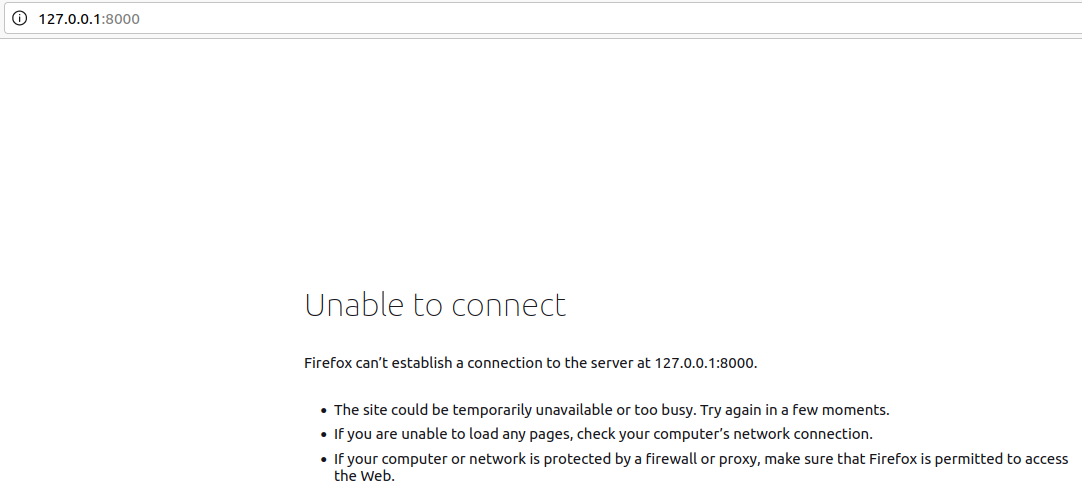 127.0.0.1:8000
Unable to connect
Firefox can’t establish a connection to the server at 127.0.0.1:8000.
• The site could be temporarily unavailable or too busy. Try again in a few moments.
• If you are unable to load any pages, check your computer’s network connection.
• If your computer or network is protected by a firewall or proxy, make sure that Firefox is permitted to access
the Web.